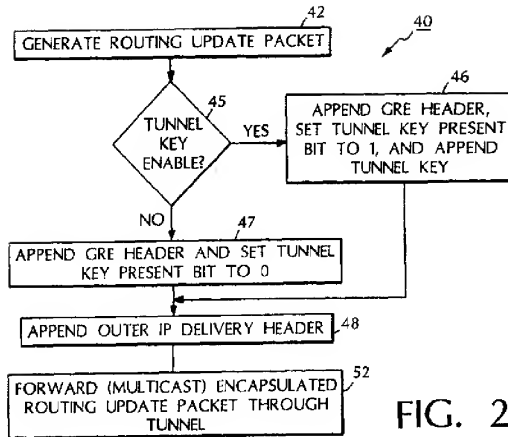 42
GENERATE ROUTING UPDATE PACKET
40
45
TUNNEL
KEY
ENABLE?
YES
46
APPEND GRE HEADER,
SET TUNNEL KEY PRESENT
BIT TO 1, AND APPEND
TUNNEL KEY
NO
47
APPEND GRE HEADER AND SET TUNNEL
KEY PRESENT BIT TO 0
APPEND OUTER IP DELIVERY HEADER
48
52
FORWARD (MULTICAST) ENCAPSULATED
ROUTING UPDATE PACKET THROUGH
TUNNEL
FIG. 2